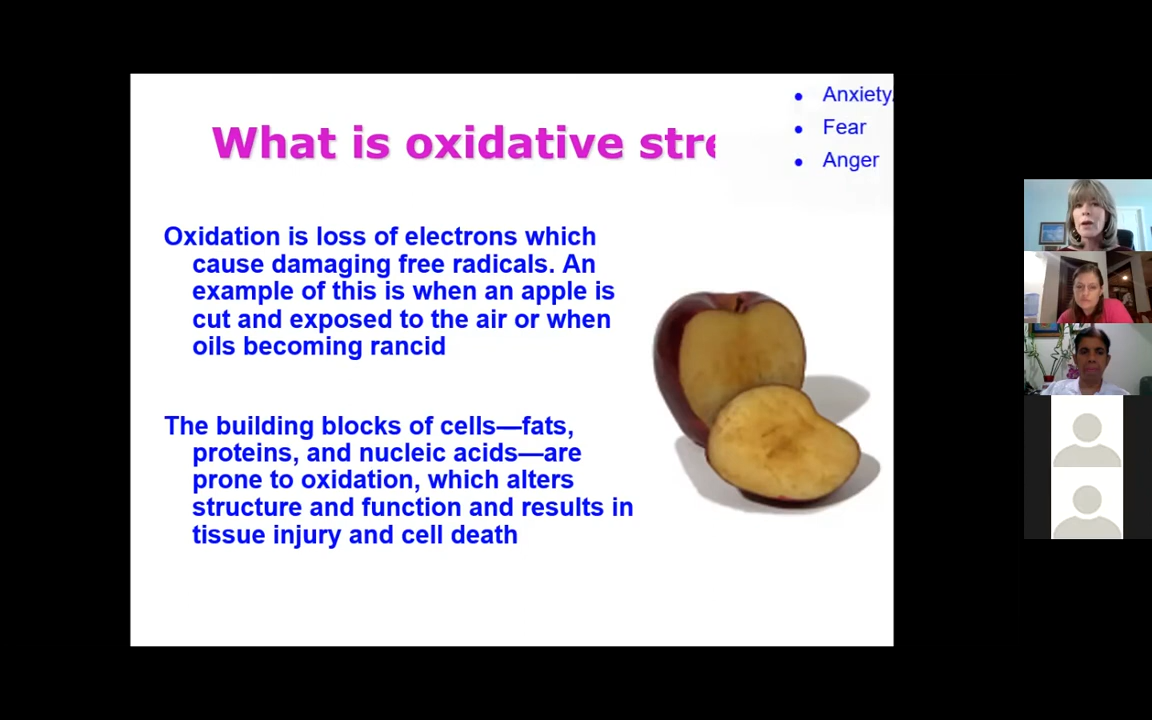 What is oxidative stre
• Anxiety
• Fear
• Anger
Oxidation is loss of electrons which
cause damaging free radicals. An
example of this is when an apple is
cut and exposed to the air or when
oils becoming rancid
The building blocks of cells—fats,
proteins, and nucleic acids—are
prone to oxidation, which alters
structure and function and results in
tissue injury and cell death